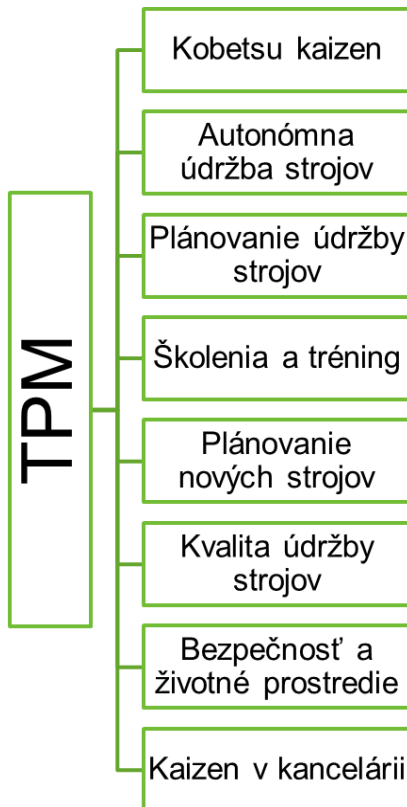 TPM
Kobetsu kaizen
Autonómna
údržba strojov
Plánovanie údržby
strojov
Školenia a tréning
Plánovanie
nových strojov
Kvalita údržby
strojov
Bezpečnosť a
životné prostredie
Kaizen v kancelárii